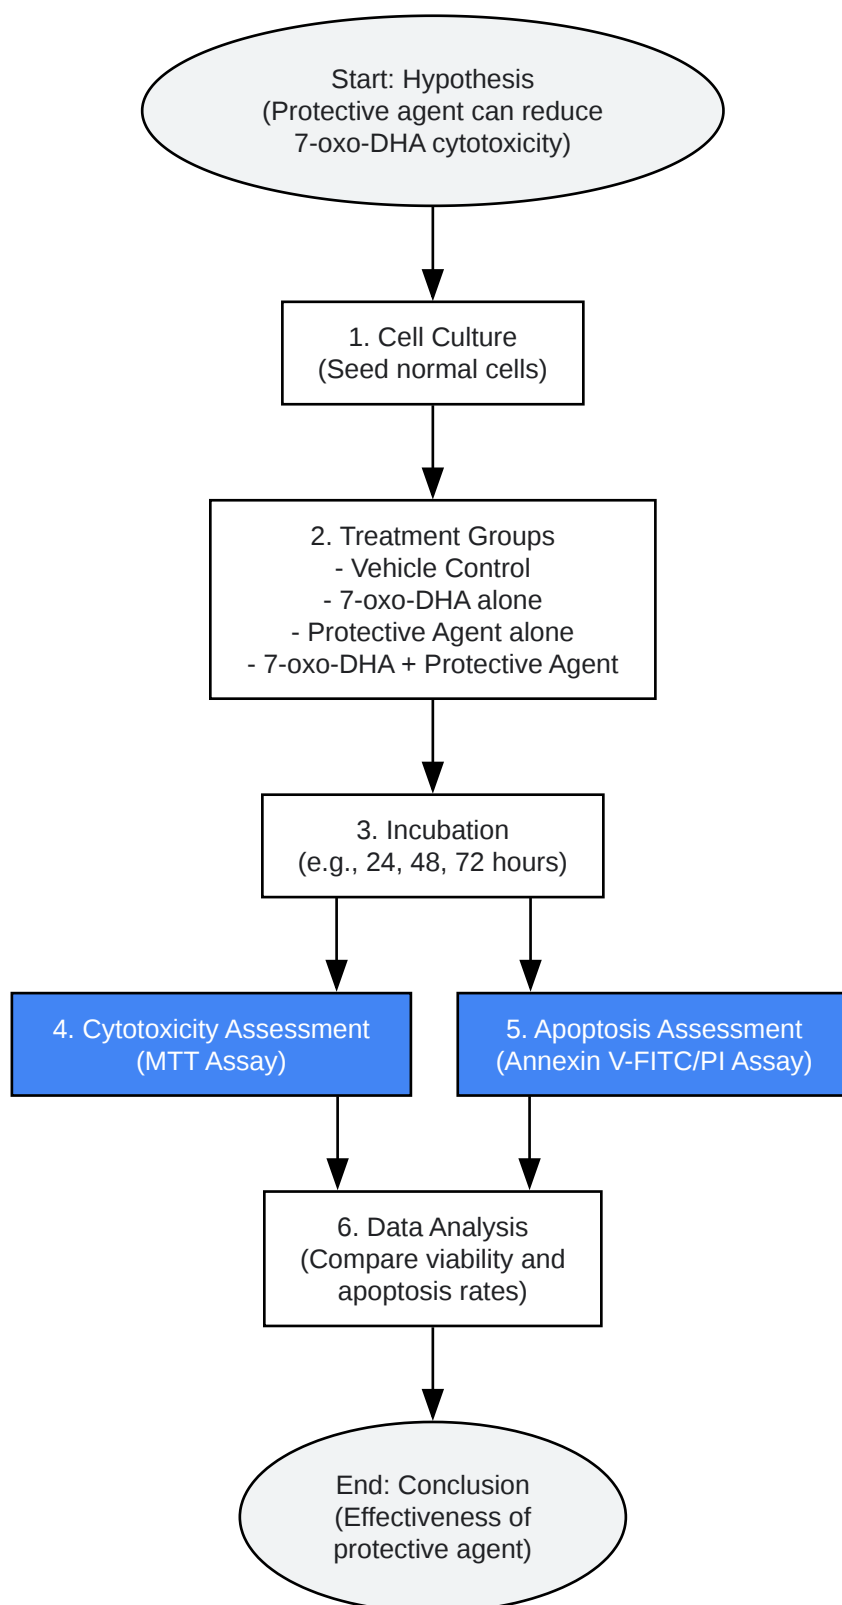 Start: Hypothesis
(Protective agent can reduce
7-oxo-DHA cytotoxicity)
1. Cell Culture
(Seed normal cells)
2. Treatment Groups
- Vehicle Control
- 7-oxo-DHA alone
- Protective Agent alone
- 7-oxo-DHA + Protective Agent
3. Incubation
(e.g., 24, 48, 72 hours)
4. Cytotoxicity Assessment
(MTT Assay)
5. Apoptosis Assessment
(Annexin V-FITC/PI Assay)
6. Data Analysis
(Compare viability and
apoptosis rates)
End: Conclusion
(Effectiveness of
protective agent)